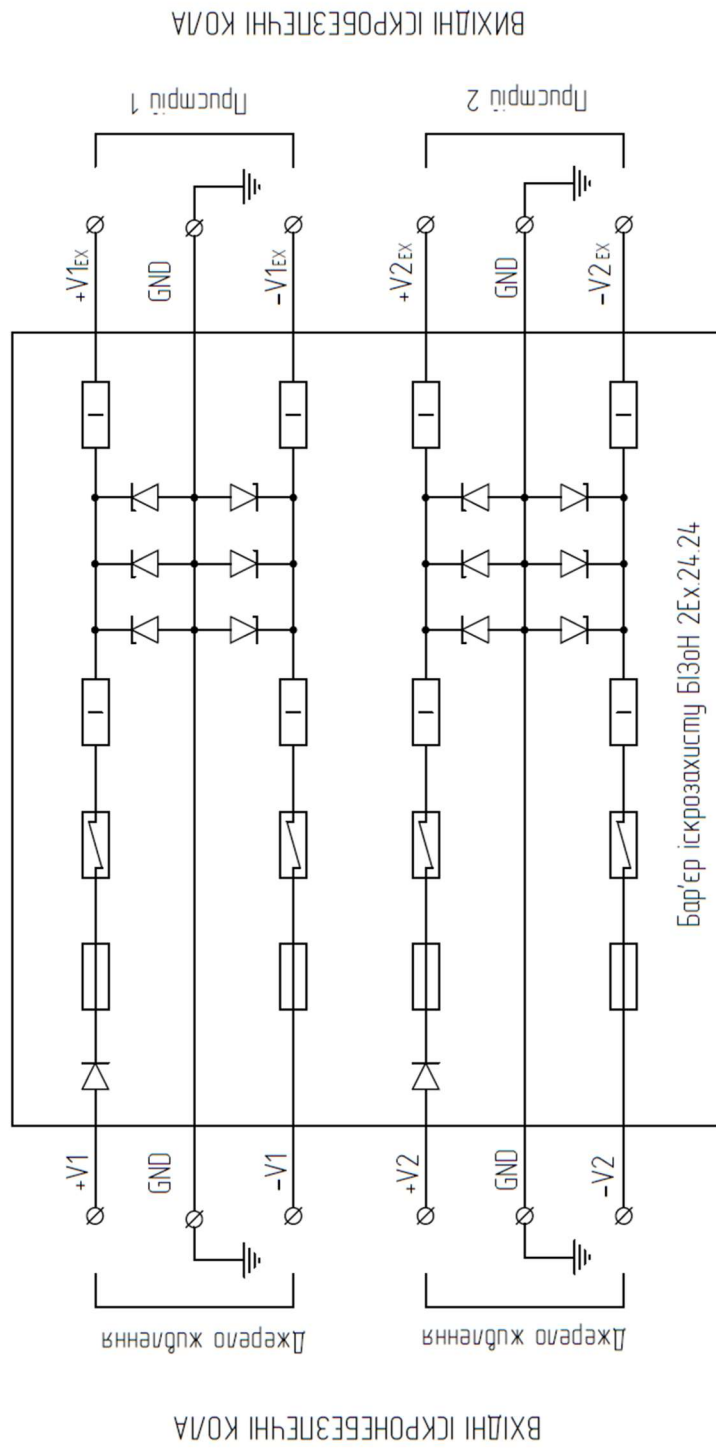 ВХІДНІ ІСКРОНЕБЕЗПЕЧНІ КОЛА
ВИХІДНІ ІСКРОБЕЗПЕЧНІ КОЛА
Джерело живлення
+V1
GND
-V1
+V1EX
GND
-V1EX
Пристрій 1
Джерело живлення
+V2
GND
-V2
+V2EX
GND
-V2EX
Пристрій 2
Бар'єр іскрозахисту БІЗоН 2Ех.24.24